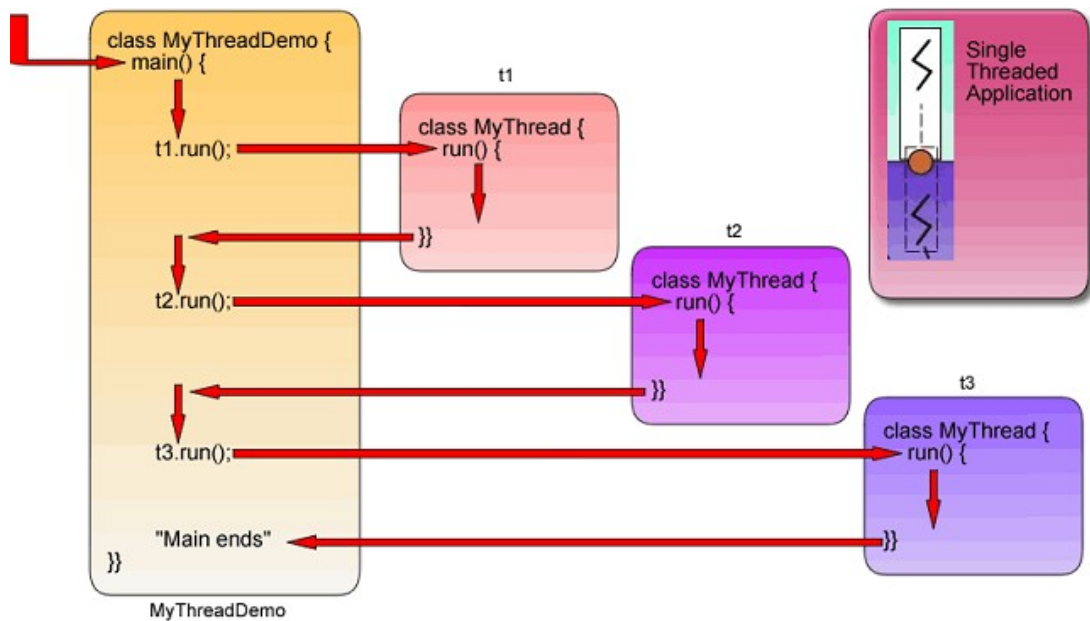 class MyThreadDemo {
main() {
t1.run();
t2.run();
t3.run();
"Main ends"
}}
MyThreadDemo
t1
class MyThread {
run() {
}}
t2
class MyThread {
run() {
}}
t3
class MyThread {
run() {
}}
Single
Threaded
Application